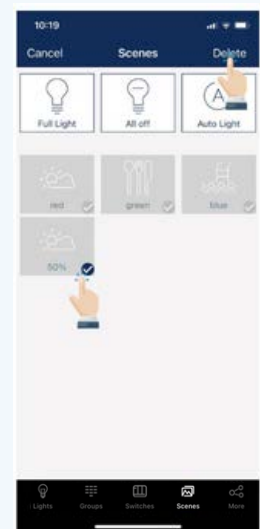 10:19
Cancel Scenes Delete
Full Light All off Auto Light
red green blue
50%
Lights Groups Switches Scenes More